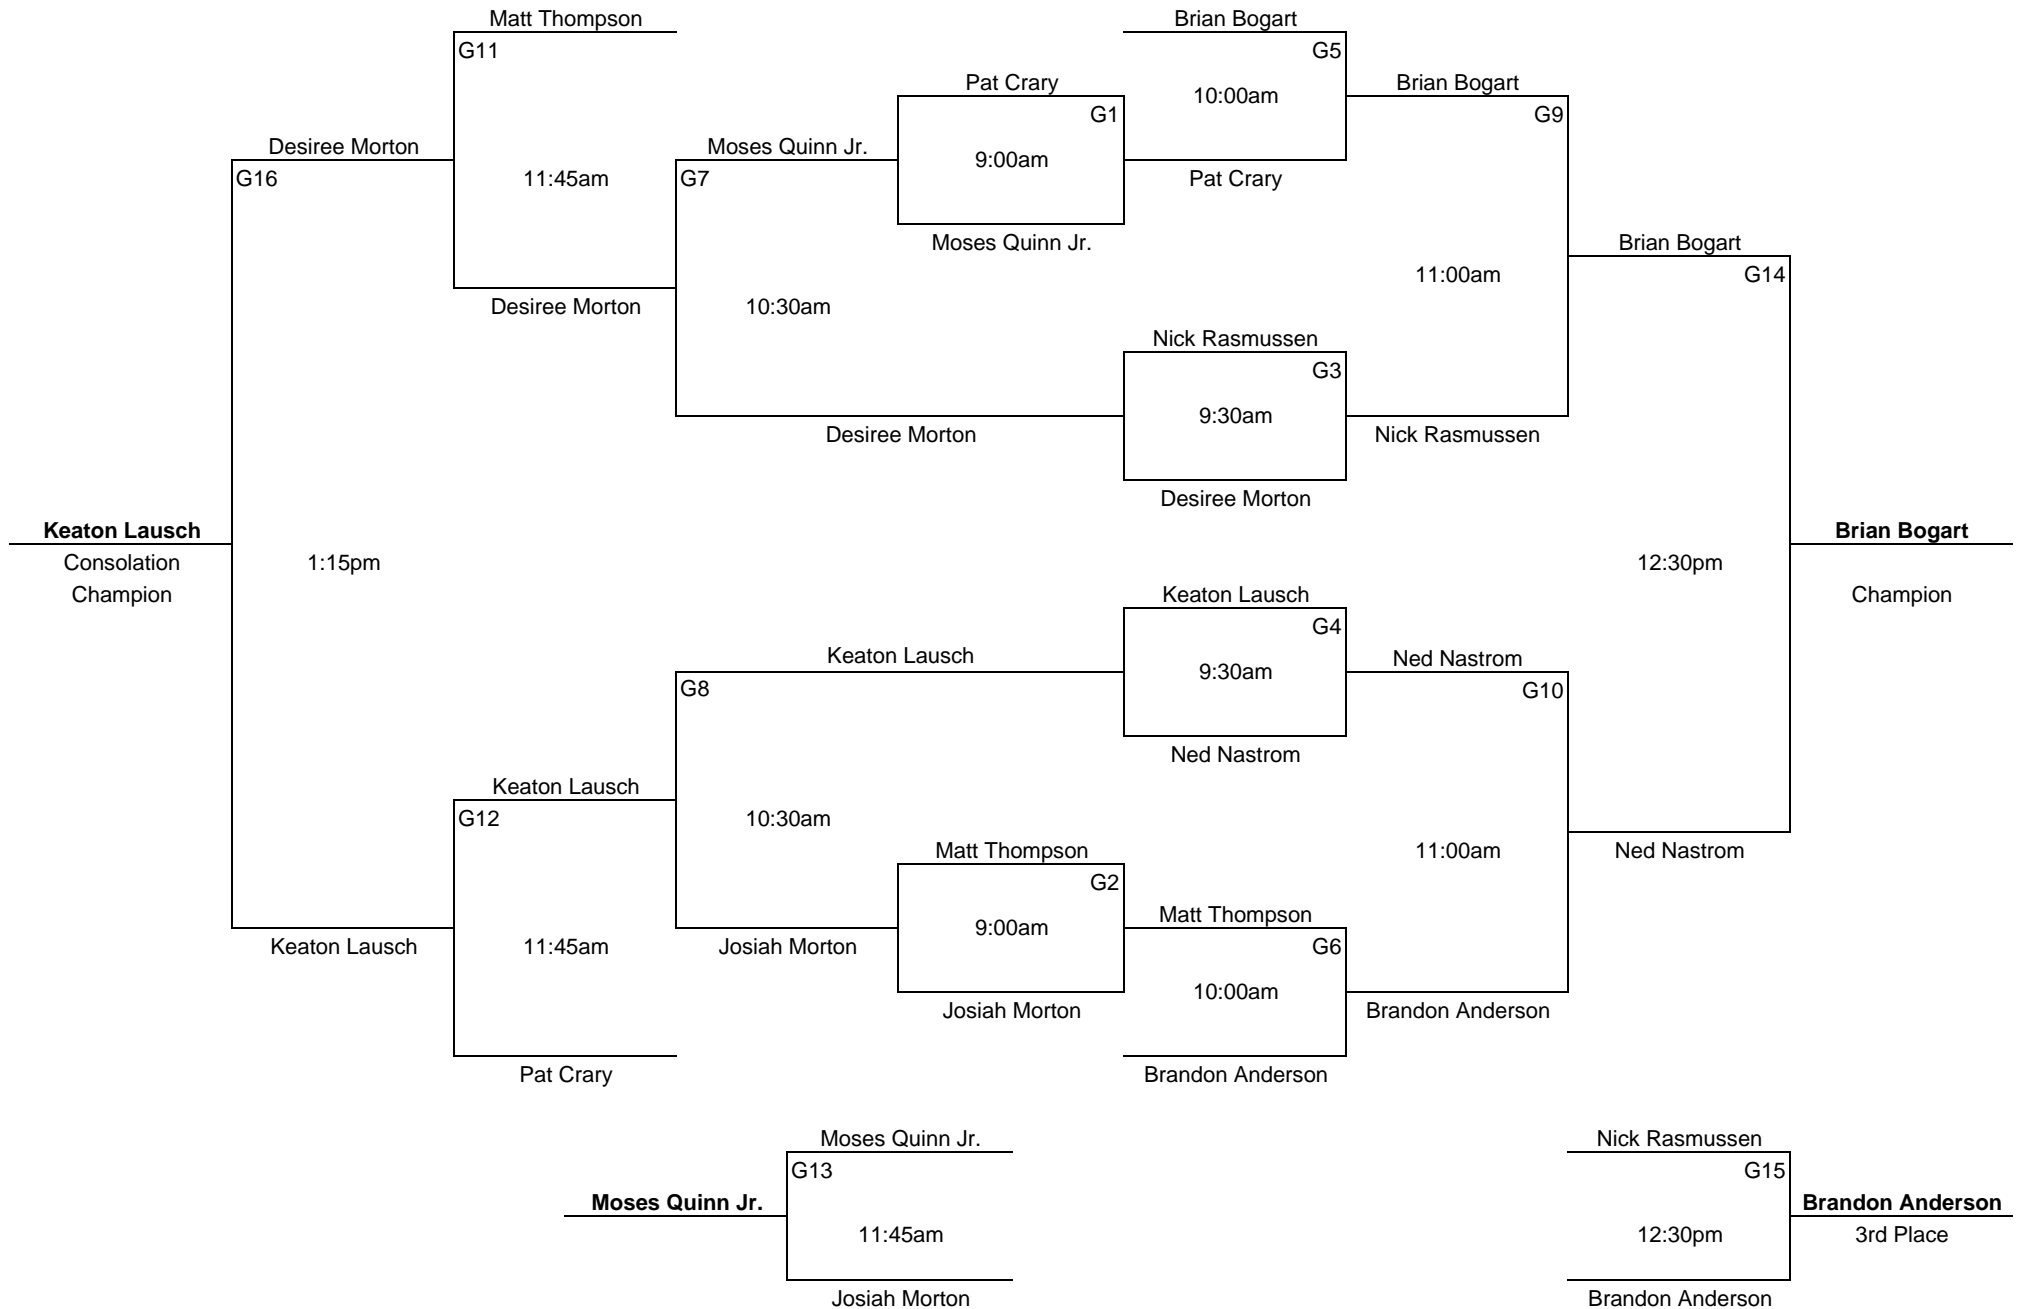 Matt Thompson
Brian Bogart
G11
G5
Pat Crary
Brian Bogart
10:00am
G1
G9
Desiree Morton
Moses Quinn Jr.
9:00am
G16
11:45am
G7
Pat Crary
Moses Quinn Jr.
Brian Bogart
11:00am
G14
Desiree Morton
10:30am
Nick Rasmussen
G3
9:30am
Desiree Morton
Nick Rasmussen
Desiree Morton
Keaton Lausch
Brian Bogart
Consolation
1:15pm
12:30pm
Champion
Keaton Lausch
Champion
G4
Keaton Lausch
9:30am
Ned Nastrom
G8
G10
Ned Nastrom
Keaton Lausch
G12
10:30am
Matt Thompson
11:00am
Ned Nastrom
G2
Matt Thompson
9:00am
Keaton Lausch
11:45am
Josiah Morton
G6
10:00am
Josiah Morton
Brandon Anderson
Pat Crary
Brandon Anderson
Moses Quinn Jr.
Nick Rasmussen
G13
G15
Moses Quinn Jr.
Brandon Anderson
11:45am
12:30pm
3rd Place
Josiah Morton
Brandon Anderson